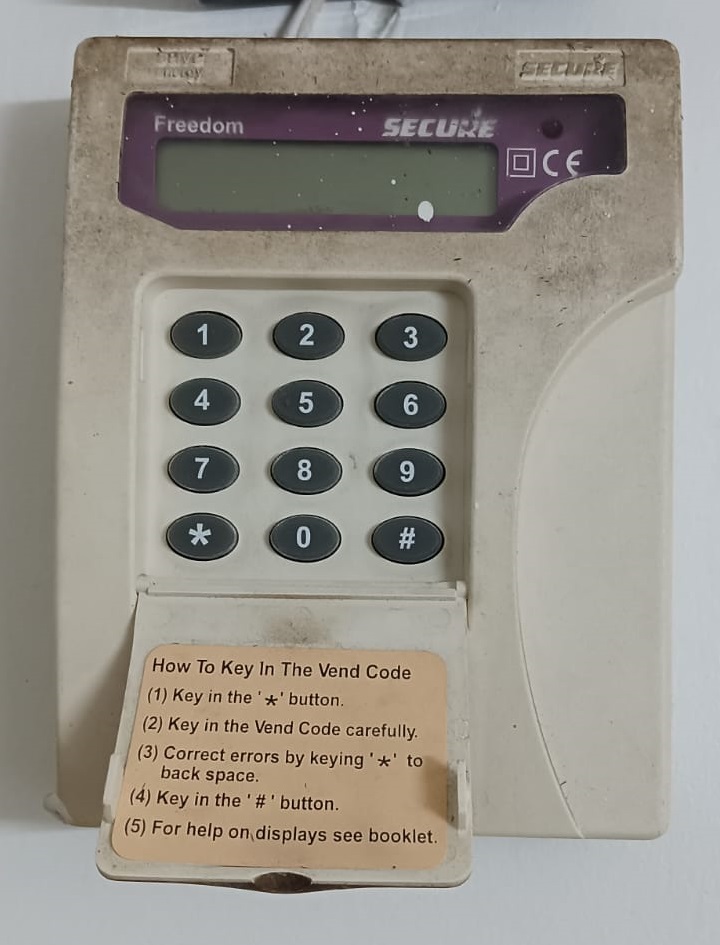 SECURE
Freedom
SECURE
CE
1 2 3
4 5 6
7 8 9
* 0 #
How To Key In The Vend Code
(1) Key in the '*' button.
(2) Key in the Vend Code carefully.
(3) Correct errors by keying '*' to
back space.
(4) Key in the '#' button.
(5) For help on displays see booklet.